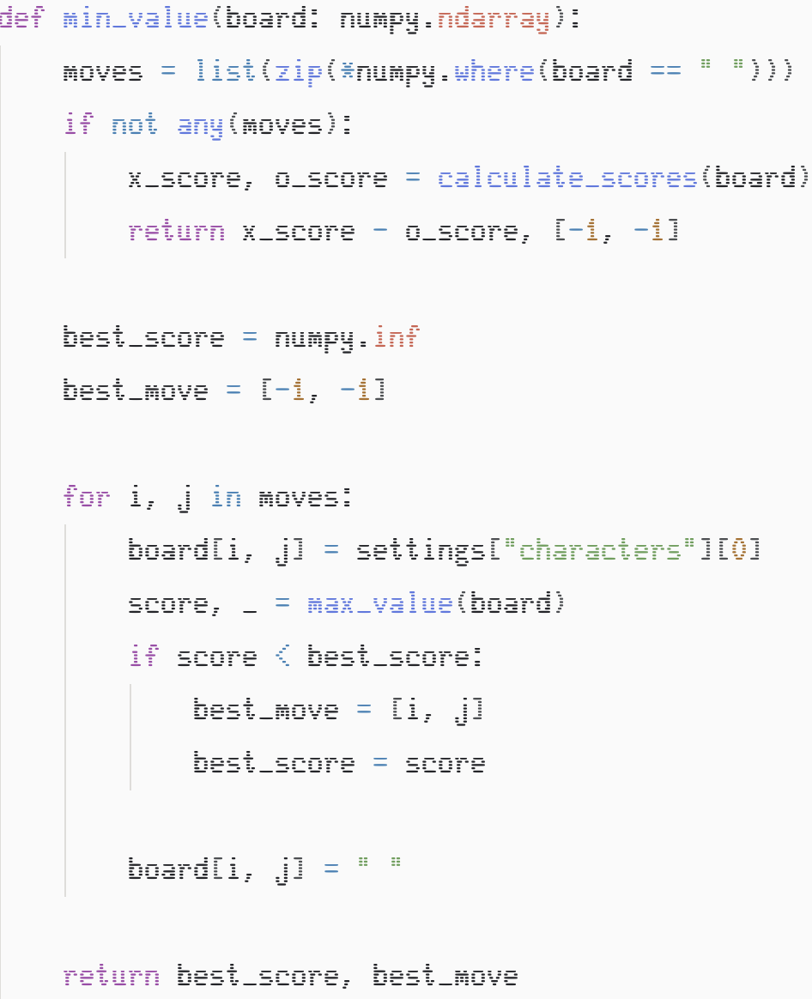 def min_value(board: numpy.ndarray):
    moves = list(zip(*numpy.where(board == " ")))
    if not any(moves):
        x_score, o_score = calculate_scores(board)
        return x_score - o_score, [-1, -1]
    best_score = numpy.inf
    best_move = [-1, -1]
    for i, j in moves:
        board[i, j] = settings["characters"][0]
        score, _ = max_value(board)
        if score < best_score:
            best_move = [i, j]
            best_score = score
        board[i, j] = " "
    return best_score, best_move